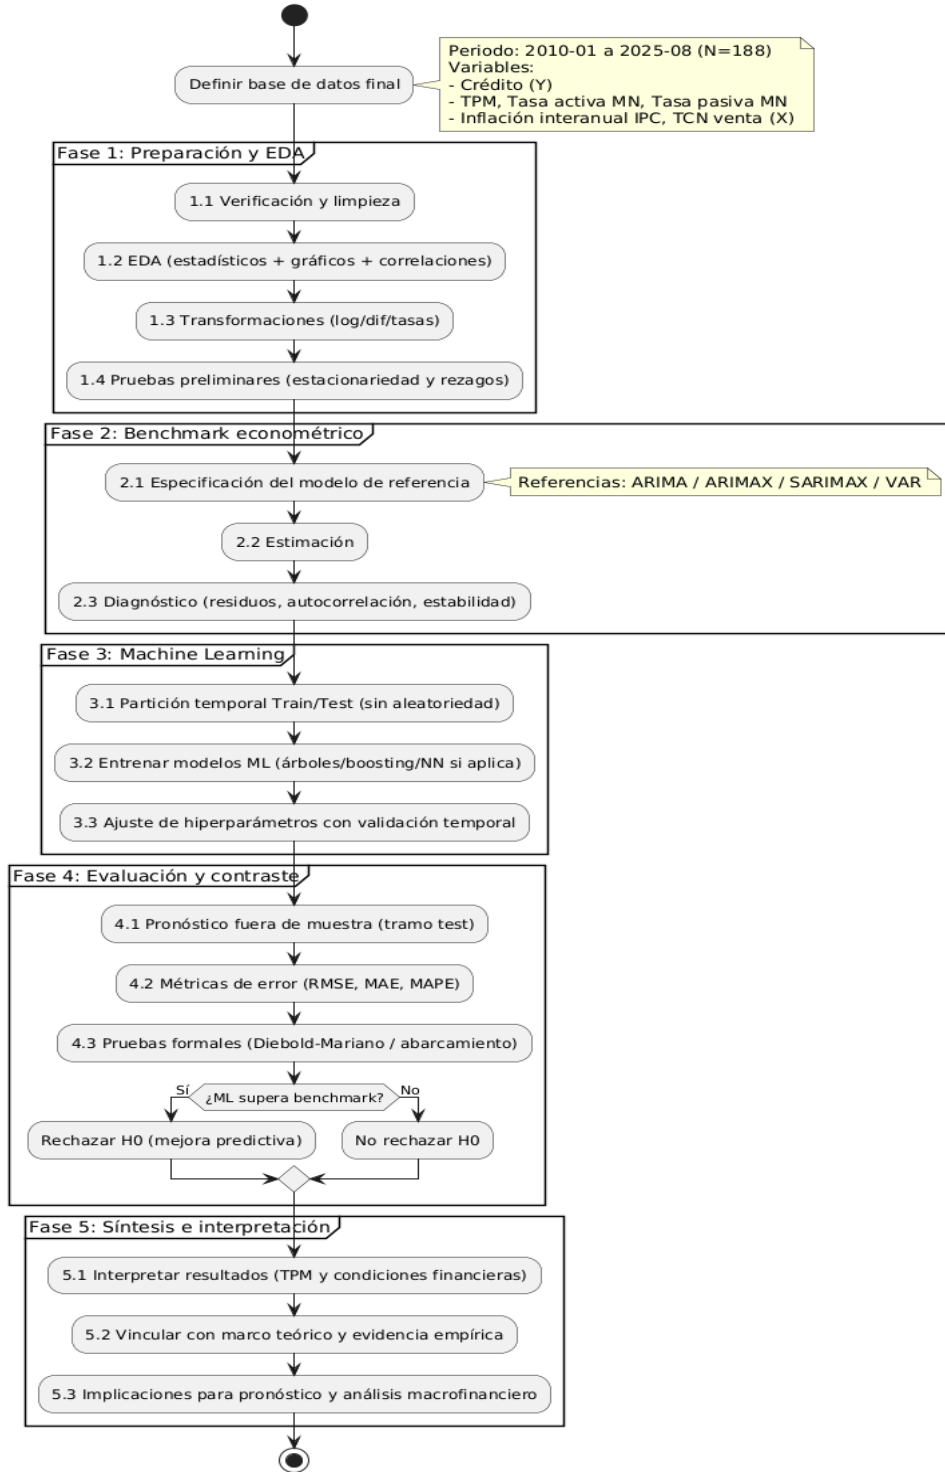 Definir base de datos final
Periodo: 2010-01 a 2025-08 (N=188)
Variables:
- Crédito (Y)
- TPM, Tasa activa MN, Tasa pasiva MN
- Inflación interanual IPC, TCN venta (X)
Fase 1: Preparación y EDA
1.1 Verificación y limpieza
1.2 EDA (estadísticos + gráficos + correlaciones)
1.3 Transformaciones (log/dif/tasas)
1.4 Pruebas preliminares (estacionariedad y rezagos)
Fase 2: Benchmark econométrico
2.1 Especificación del modelo de referencia
Referencias: ARIMA / ARIMAX / SARIMAX / VAR
2.2 Estimación
2.3 Diagnóstico (residuos, autocorrelación, estabilidad)
Fase 3: Machine Learning
3.1 Partición temporal Train/Test (sin aleatoriedad)
3.2 Entrenar modelos ML (árboles/boosting/NN si aplica)
3.3 Ajuste de hiperparámetros con validación temporal
Fase 4: Evaluación y contraste
4.1 Pronóstico fuera de muestra (tramo test)
4.2 Métricas de error (RMSE, MAE, MAPE)
4.3 Pruebas formales (Diebold-Mariano / abarcamiento)
Sí
¿ML supera benchmark?
No
Rechazar H0 (mejora predictiva)
No rechazar H0
Fase 5: Síntesis e interpretación
5.1 Interpretar resultados (TPM y condiciones financieras)
5.2 Vincular con marco teórico y evidencia empírica
5.3 Implicaciones para pronóstico y análisis macrofinanciero